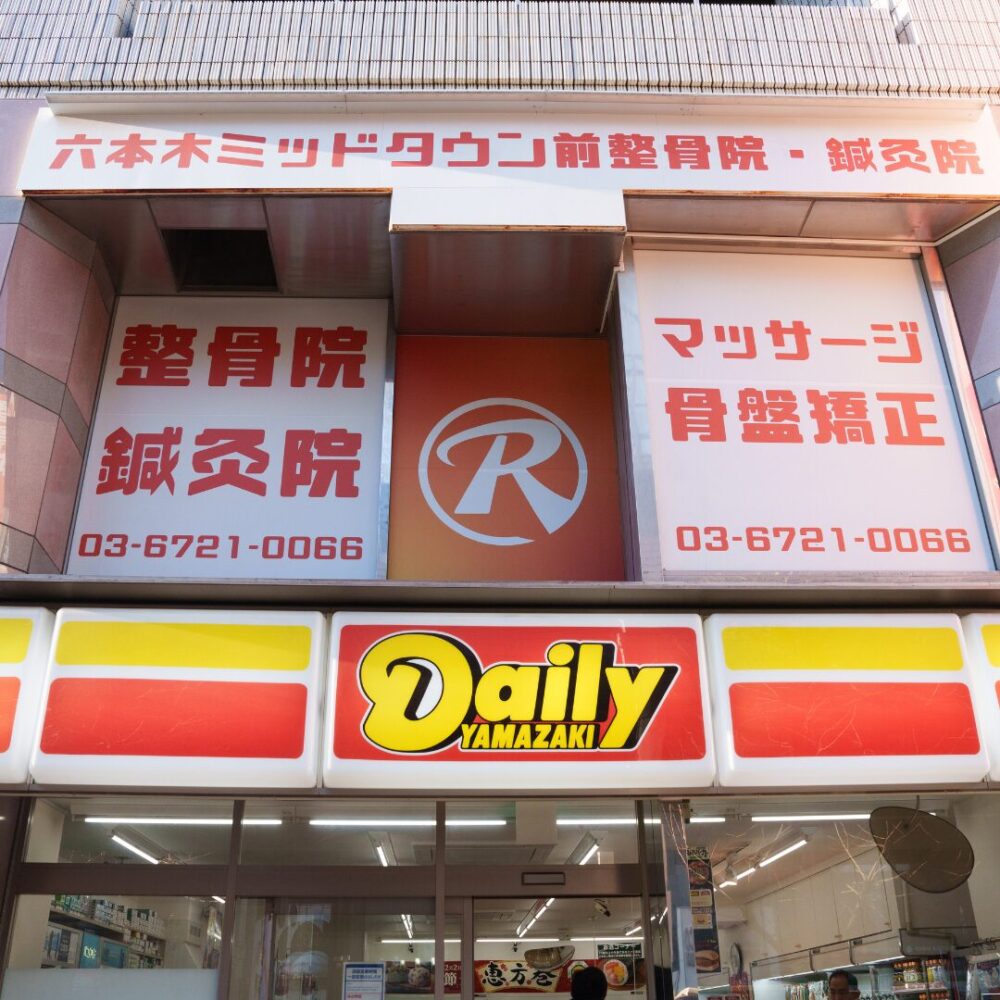 六本木ミッドタウン前整骨院・鍼灸院
整骨院
鍼灸院
03-6721-0066
R
マッサージ
骨盤矯正
03-6721-0066
Daily
YAMAZAKI
恵方巻